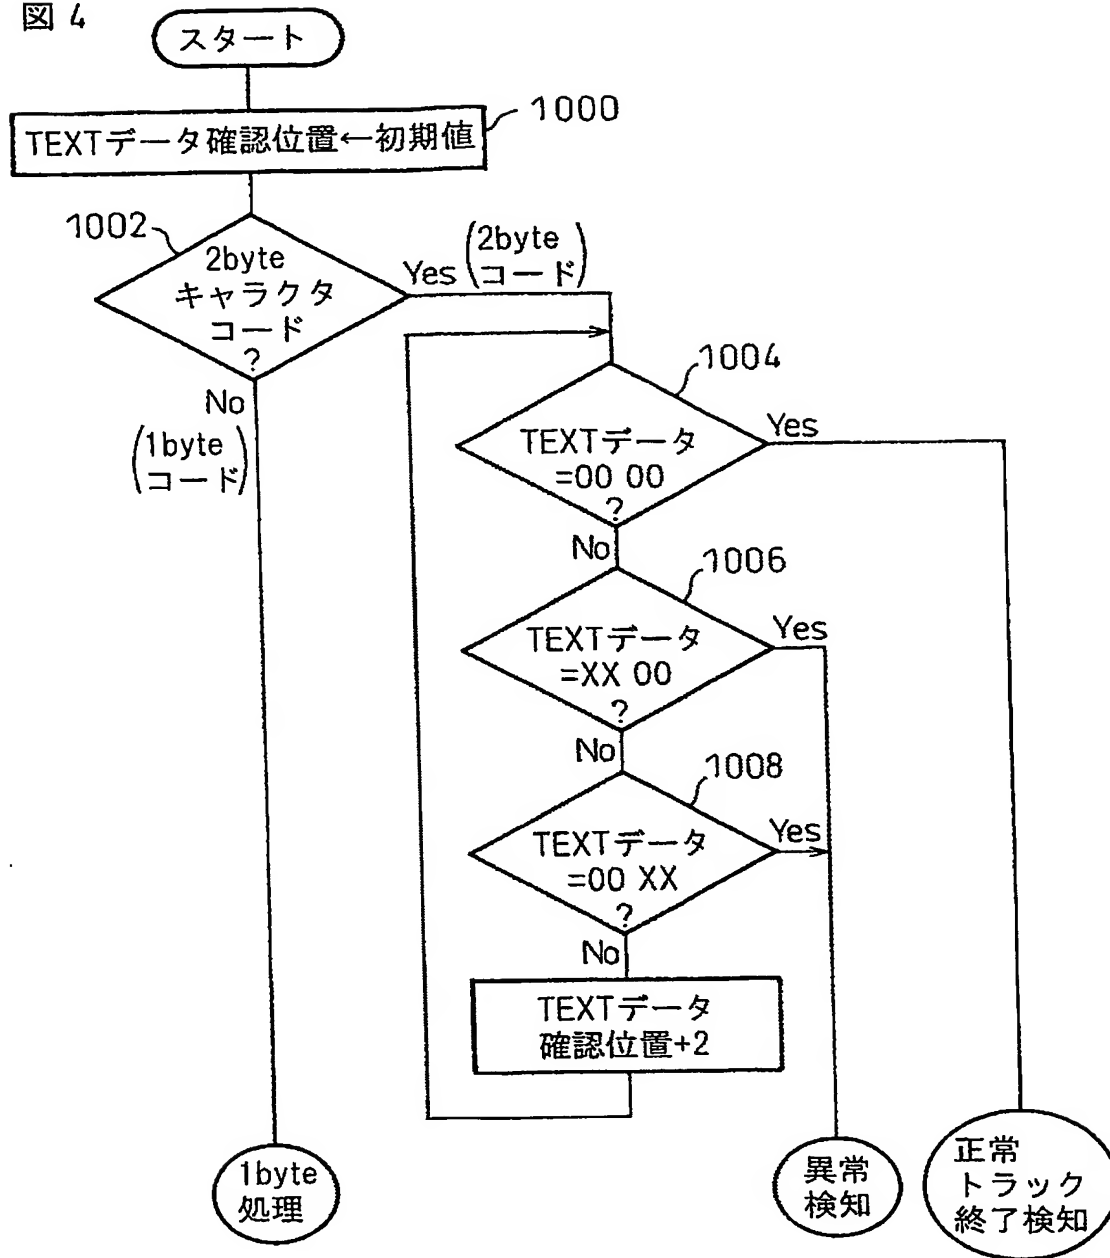 図 4
スタート
1000
TEXTデータ確認位置←初期値
1002
2byte
キャラクタ
コード
?
Yes
(2byte
コード)
No
(1byte
コード)
1004
TEXTデータ
=00 00
?
Yes
No
1006
TEXTデータ
=XX 00
?
Yes
No
1008
TEXTデータ
=00 XX
?
Yes
No
TEXTデータ
確認位置+2
1byte
処理
異常
検知
正常
トラック
終了検知